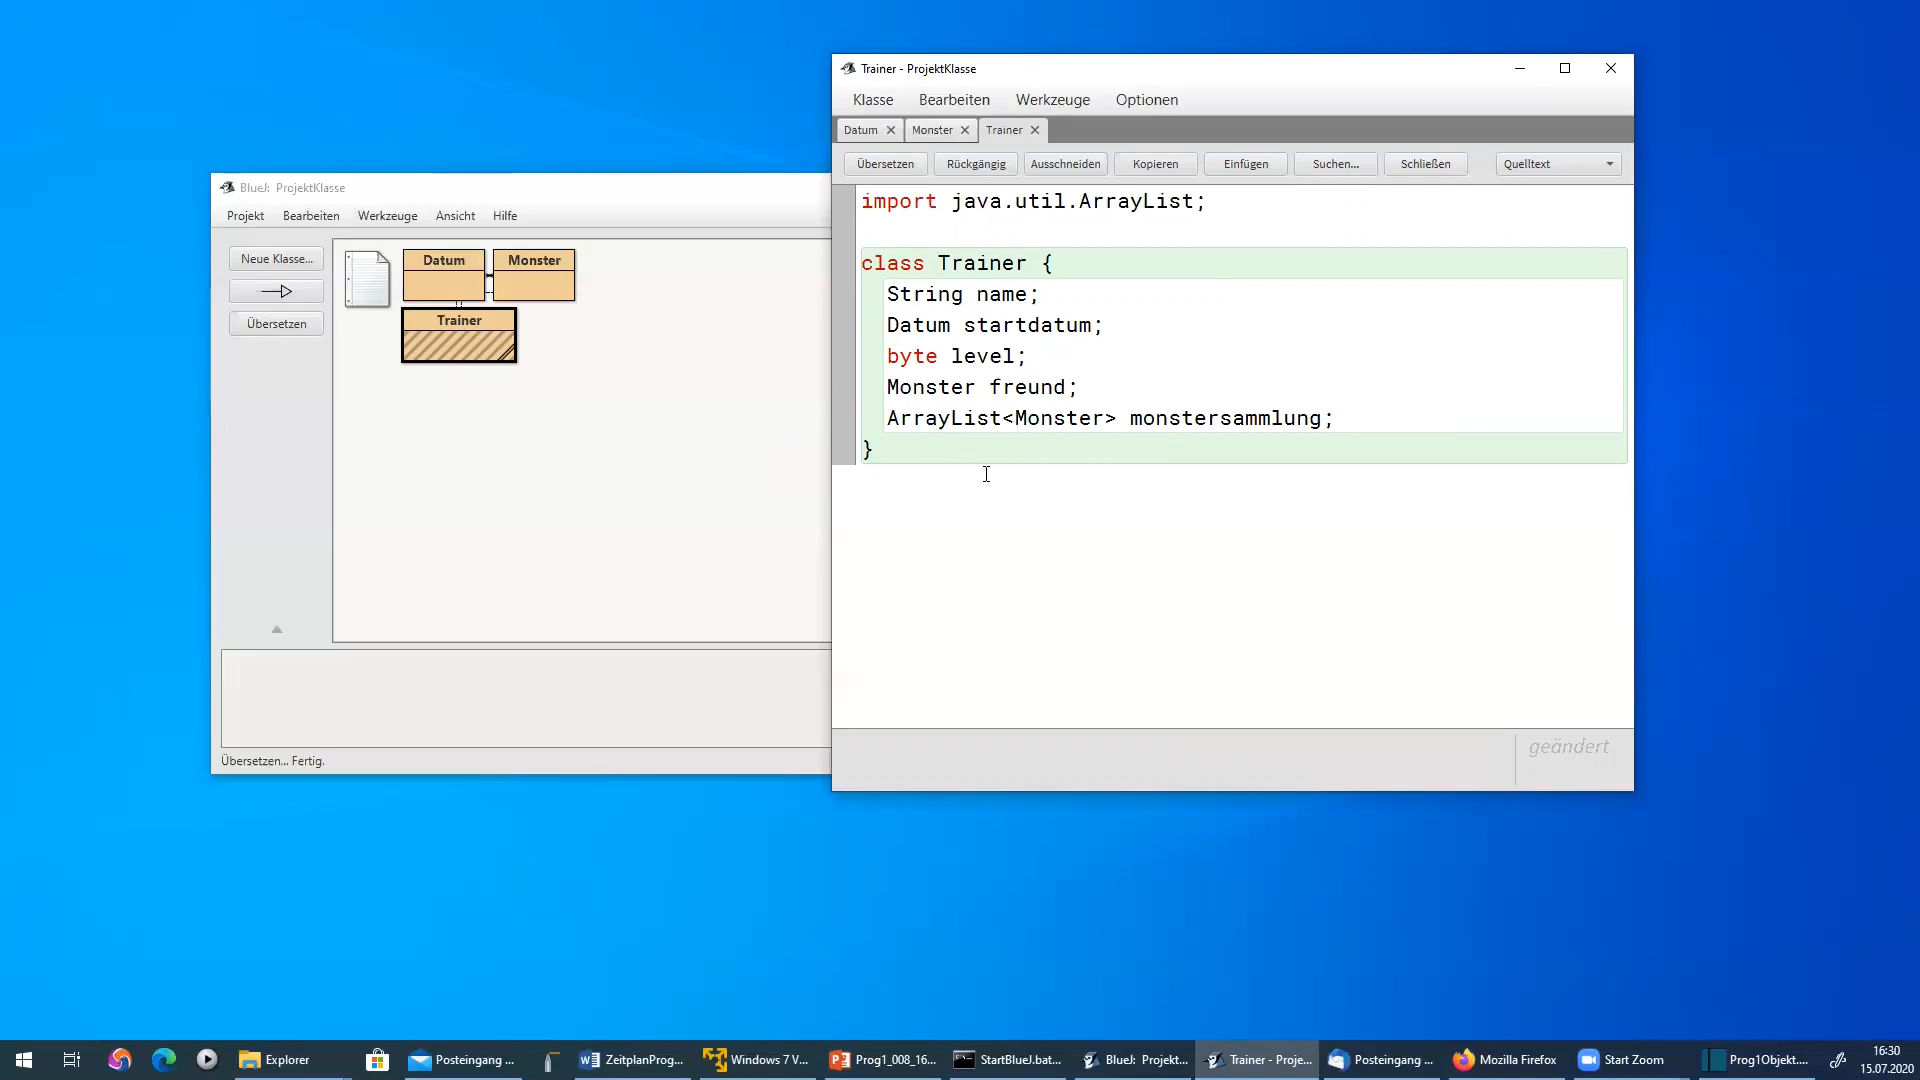 BlueJ: ProjektKlasse
Projekt Bearbeiten Werkzeuge Ansicht Hilfe
Neue Klasse...
Übersetzen
Datum
Monster
Trainer
Übersetzen... Fertig.
Trainer - ProjektKlasse
Klasse Bearbeiten Werkzeuge Optionen
Datum Monster Trainer
Übersetzen Rückgängig Ausschneiden Kopieren Einfügen Suchen... Schließen Quelltext
import java.util.ArrayList;
class Trainer {
String name;
Datum startdatum;
byte level;
Monster freund;
ArrayList<Monster> monstersammlung;
}
geändert
Explorer Posteingang ... ZeitplanProg... Windows 7 V... Prog1_008_16... StartBlueJ.bat... BlueJ: Projekt... Trainer - Proje... Posteingang ... Mozilla Firefox Start Zoom Prog1Objekt....
16:30
15.07.2020